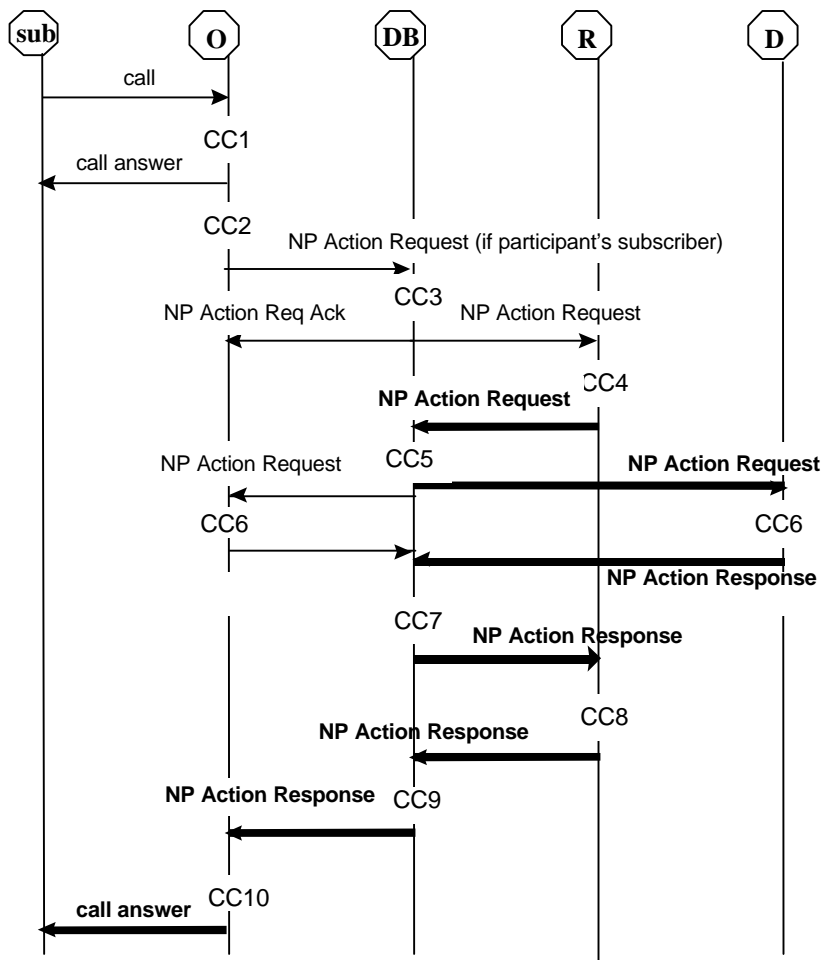 sub O DB R D
call
CC1
call answer
CC2
NP Action Request (if participant's subscriber)
CC3
NP Action Req Ack NP Action Request
CC4
NP Action Request
CC5
NP Action Request NP Action Request
CC6 CC6
NP Action Response
CC7
NP Action Response
CC8
NP Action Response
NP Action Response CC9
CC10
call answer